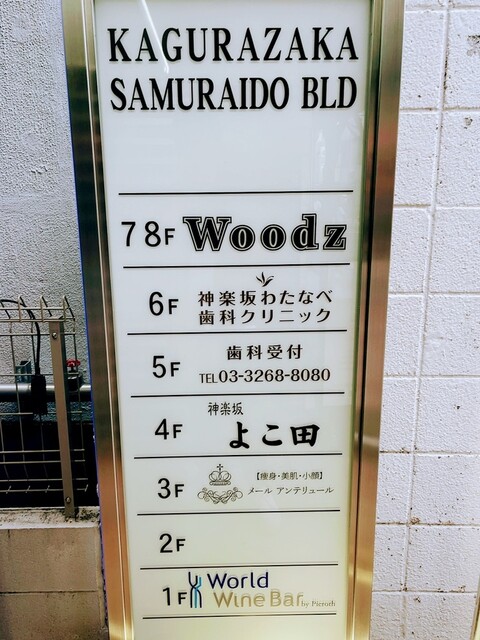 KAGURAZAKA
SAMURAIDO BLD
7 8F Woodz
6F 神楽坂わたなべ
歯科クリニック
5F 歯科受付
TEL03-3268-8080
4F 神楽坂
よこ田
3F 【痩身・美肌・小顔】
メール アンテリュール
2F
1F World
Wine Bar by Pieroth